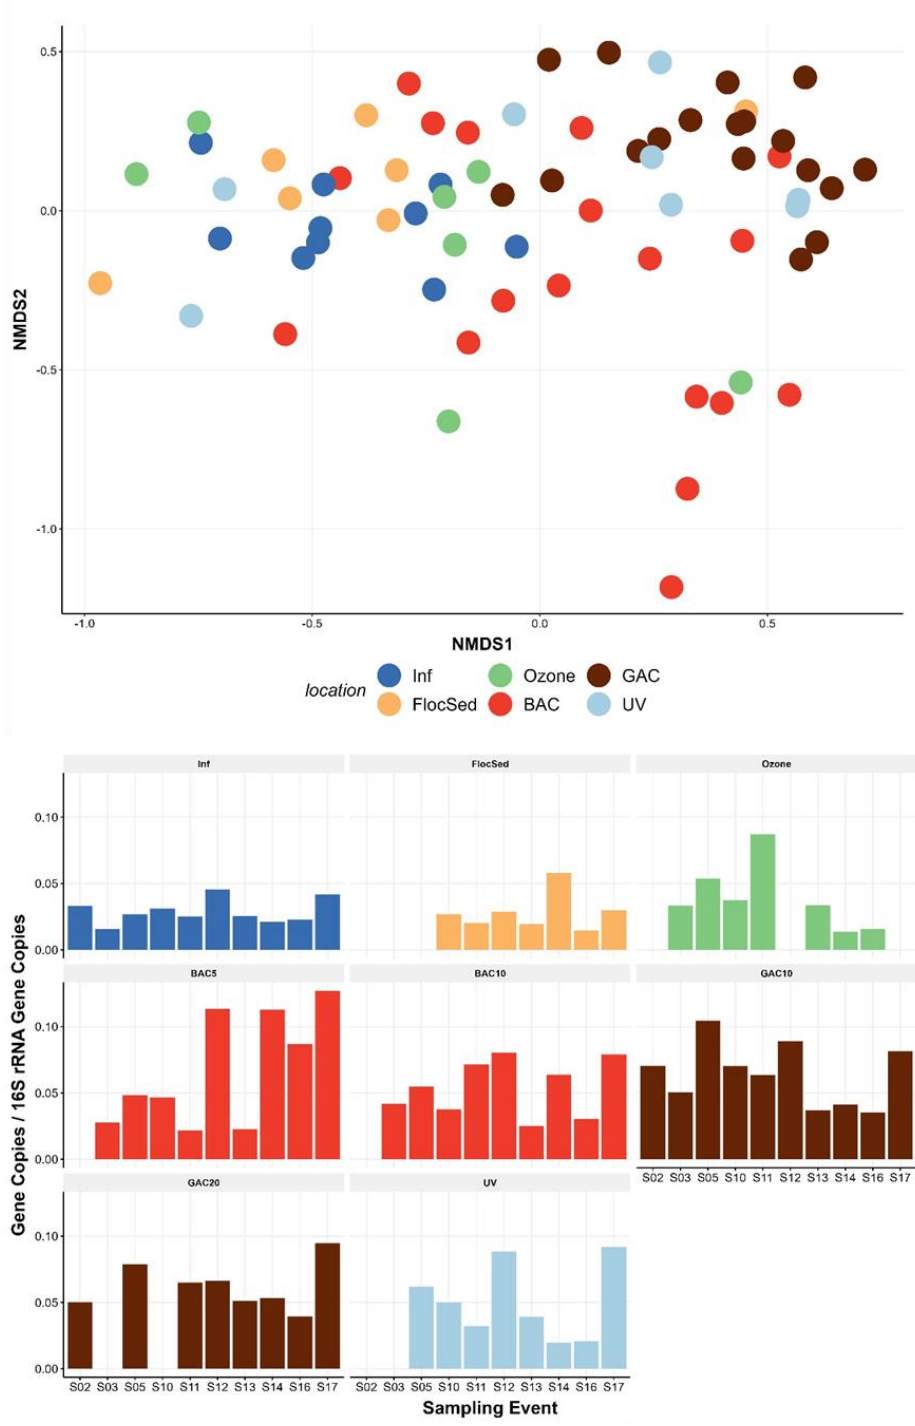 0.5
0.0
-0.5
-1.0
NMDS2
-1.0 -0.5 0.0 0.5
NMDS1
location
Inf Ozone GAC
FlocSed BAC UV
Gene Copies / 16S rRNA Gene Copies
Inf FlocSed Ozone
0.10
0.05
0.00
BAC5 BAC10 GAC10
0.10
0.05
0.00
S02 S03 S05 S10 S11 S12 S13 S14 S16 S17
GAC20 UV
0.10
0.05
0.00
S02 S03 S05 S10 S11 S12 S13 S14 S16 S17 S02 S03 S05 S10 S11 S12 S13 S14 S16 S17
Sampling Event